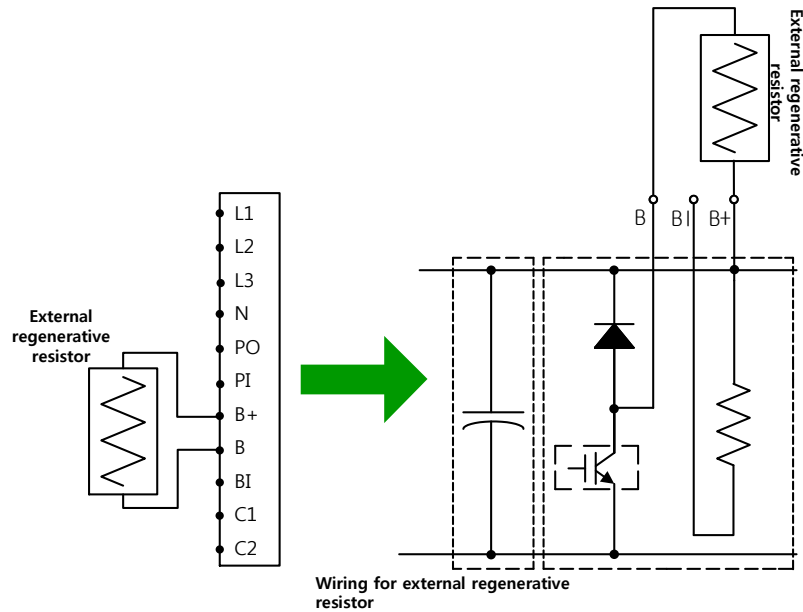 External regenerative
resistor
B
BI
B+
L1
L2
L3
N
PO
PI
B+
B
BI
C1
C2
External
regenerative
resistor
Wiring for external regenerative
resistor